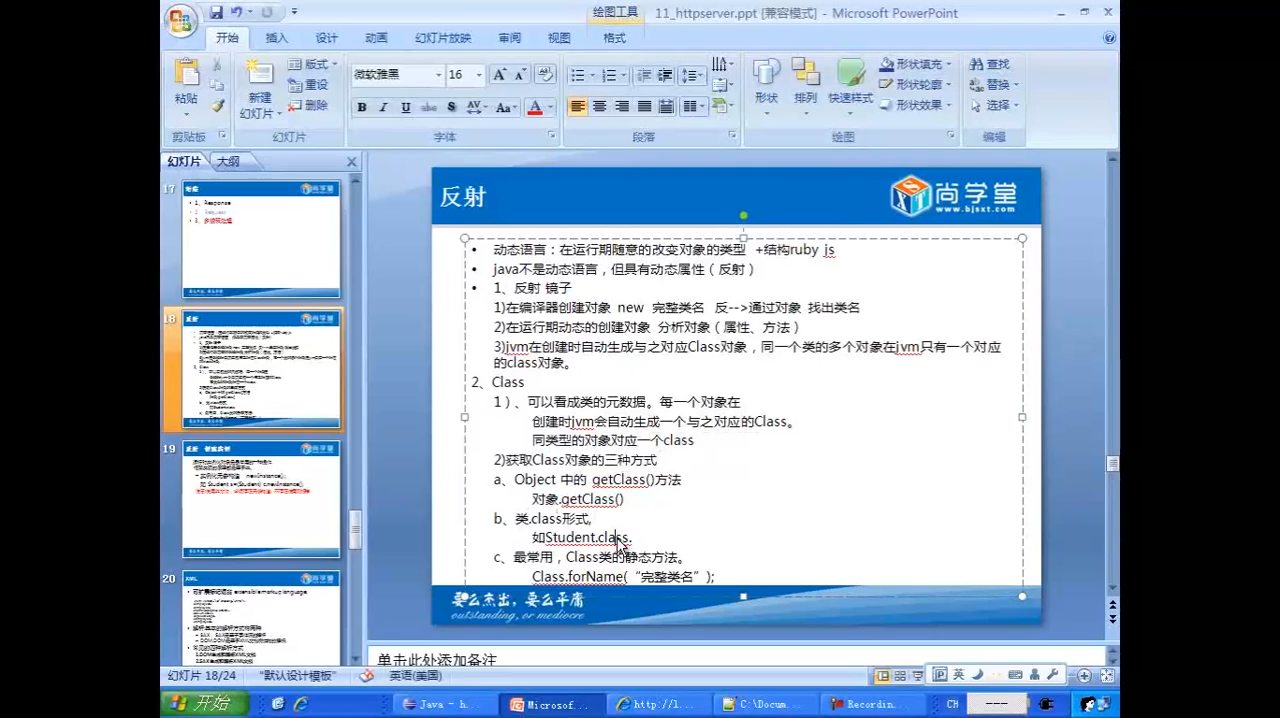 绘图工具
11_httpserver.ppt [兼容模式] - Microsoft PowerPoint
开始 插入 设计 动画 幻灯片放映 审阅 视图 格式
粘贴
剪贴板
新建
幻灯片
版式
重设
删除
幻灯片
微软雅黑 16
B I U abc S AV Aa A
字体
段落
形状
排列
快速样式
形状填充
形状轮廓
形状效果
绘图
查找
替换
选择
编辑
幻灯片 大纲
17
1、Response
18
19
20
XML
反射
尚学堂
www.bjsxt.com
• 动态语言：在运行期随意的改变对象的类型 +结构ruby js
• java不是动态语言，但具有动态属性（反射）
• 1、反射 镜子
1)在编译器创建对象 new 完整类名 反-->通过对象 找出类名
2)在运行期动态的创建对象 分析对象（属性、方法）
3)jvm在创建时自动生成与之对应Class对象，同一个类的多个对象在jvm只有一个对应
的class对象。
2、Class
1）、可以看成类的元数据。每一个对象在
创建时jvm会自动生成一个与之对应的Class。
同类型的对象对应一个class
2)获取Class对象的三种方式
a、Object 中的 getClass()方法
对象.getClass()
b、类.class形式,
如Student.class.
c、最常用，Class类的静态方法。
Class.forName(“完整类名”);
要么杰出，要么平庸
outstanding, or mediocre
单击此处添加备注
幻灯片 18/24 "默认设计模板" 英语(美国)
英
开始
Java - h...
Microsof...
http://l...
C:\Docum...
Recordin...
CH